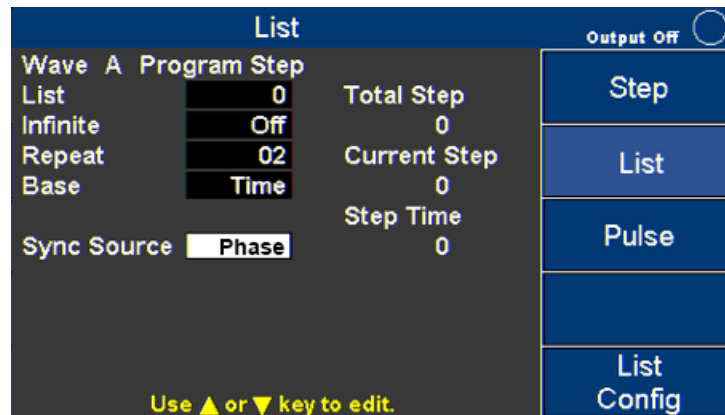 List
Output Off
Wave A Program Step
List 0 Total Step
Infinite Off 0
Repeat 02 Current Step
Base Time 0
Step Time
Sync Source Phase 0
Use ▲ or ▼ key to edit.
Step
List
Pulse
List
Config